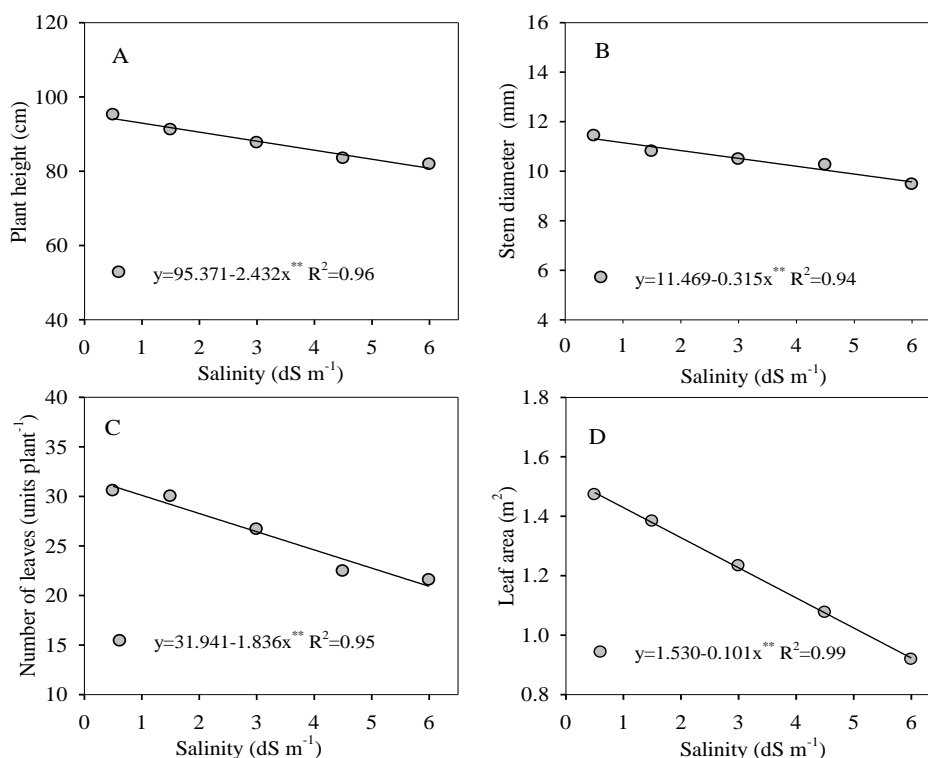 120
100
80
60
40
Plant height (cm)
A
y=95.371-2.432x** R²=0.96
0 1 2 3 4 5 6
Salinity (dS m⁻¹)
16
14
12
10
8
6
4
Stem diameter (mm)
B
y=11.469-0.315x** R²=0.94
0 1 2 3 4 5 6
Salinity (dS m⁻¹)
40
35
30
25
20
15
10
Number of leaves (units plant⁻¹)
C
y=31.941-1.836x** R²=0.95
0 1 2 3 4 5 6
Salinity (dS m⁻¹)
1.8
1.6
1.4
1.2
1.0
0.8
Leaf area (m²)
D
y=1.530-0.101x** R²=0.99
0 1 2 3 4 5 6
Salinity (dS m⁻¹)